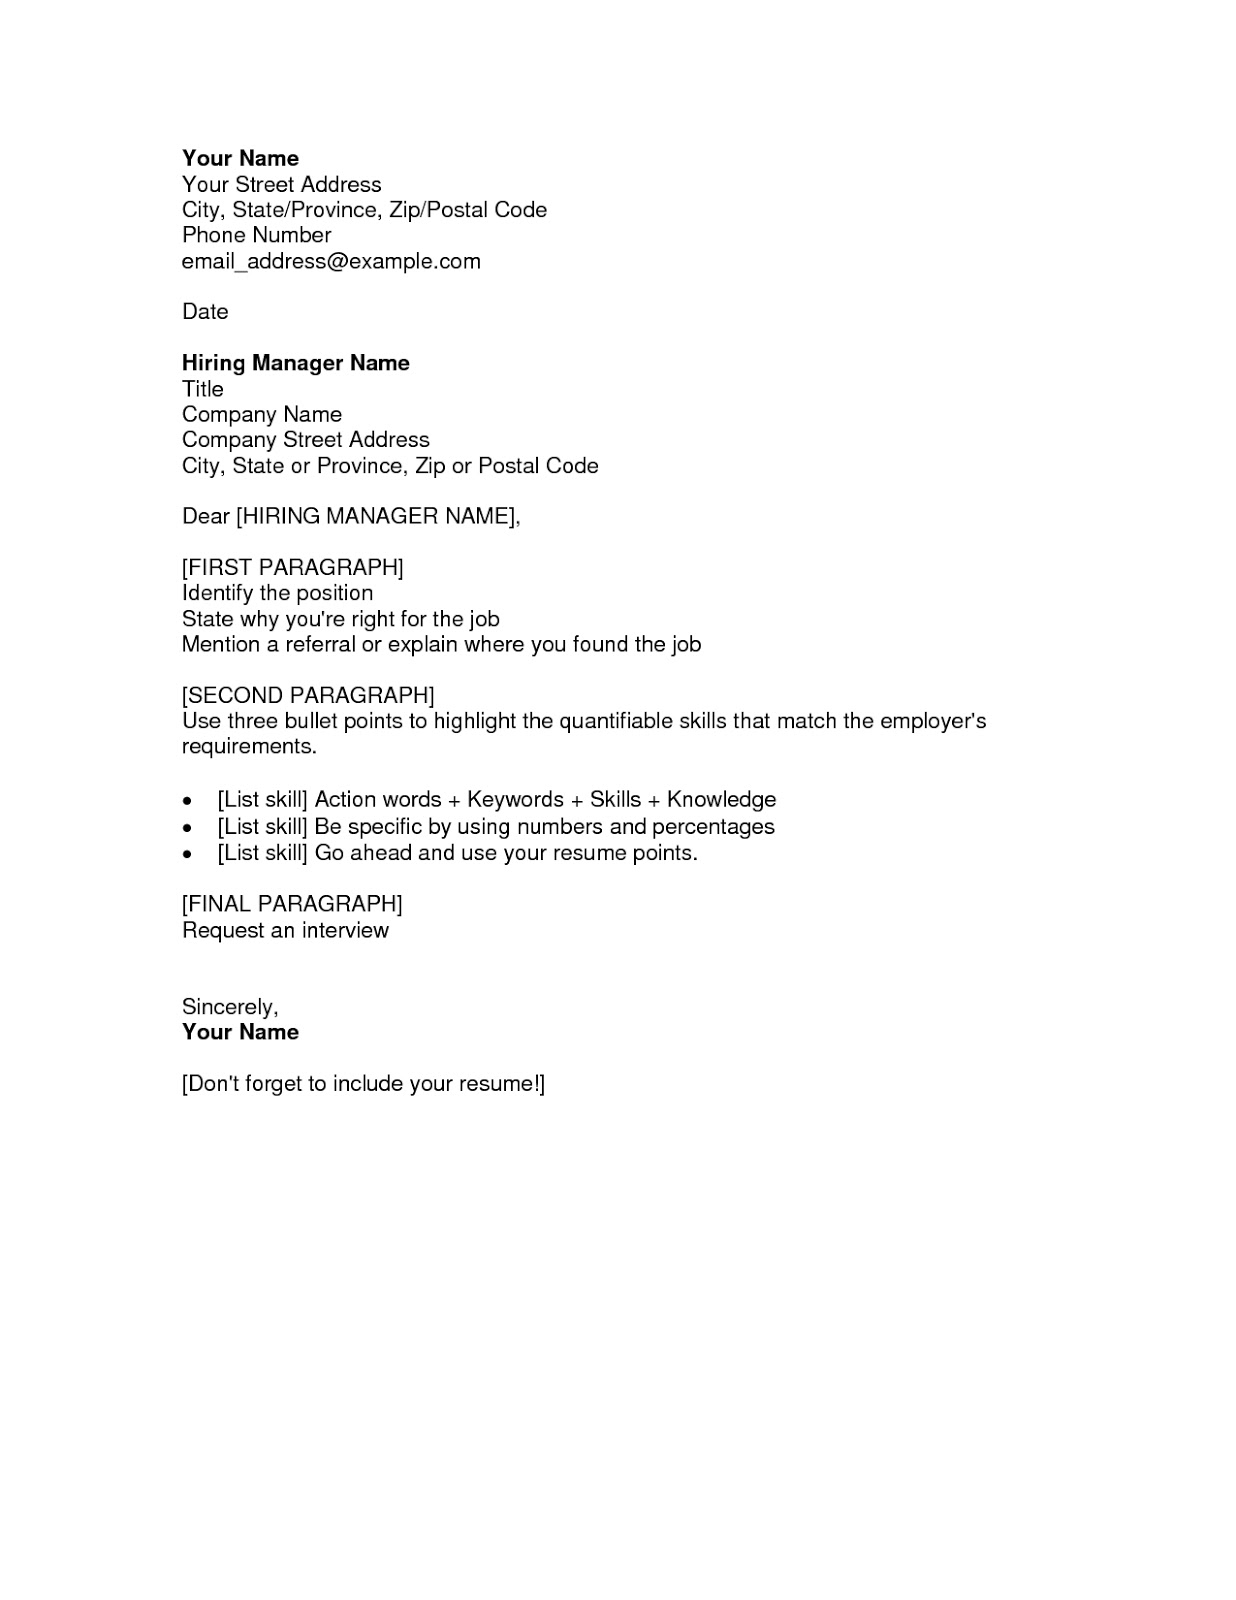 Your Name
Your Street Address
City, State/Province, Zip/Postal Code
Phone Number
email_address@example.com
Date
Hiring Manager Name
Title
Company Name
Company Street Address
City, State or Province, Zip or Postal Code
Dear [HIRING MANAGER NAME],
[FIRST PARAGRAPH]
Identify the position
State why you're right for the job
Mention a referral or explain where you found the job
[SECOND PARAGRAPH]
Use three bullet points to highlight the quantifiable skills that match the employer's
requirements.
• [List skill] Action words + Keywords + Skills + Knowledge
• [List skill] Be specific by using numbers and percentages
• [List skill] Go ahead and use your resume points.
[FINAL PARAGRAPH]
Request an interview
Sincerely,
Your Name
[Don't forget to include your resume!]